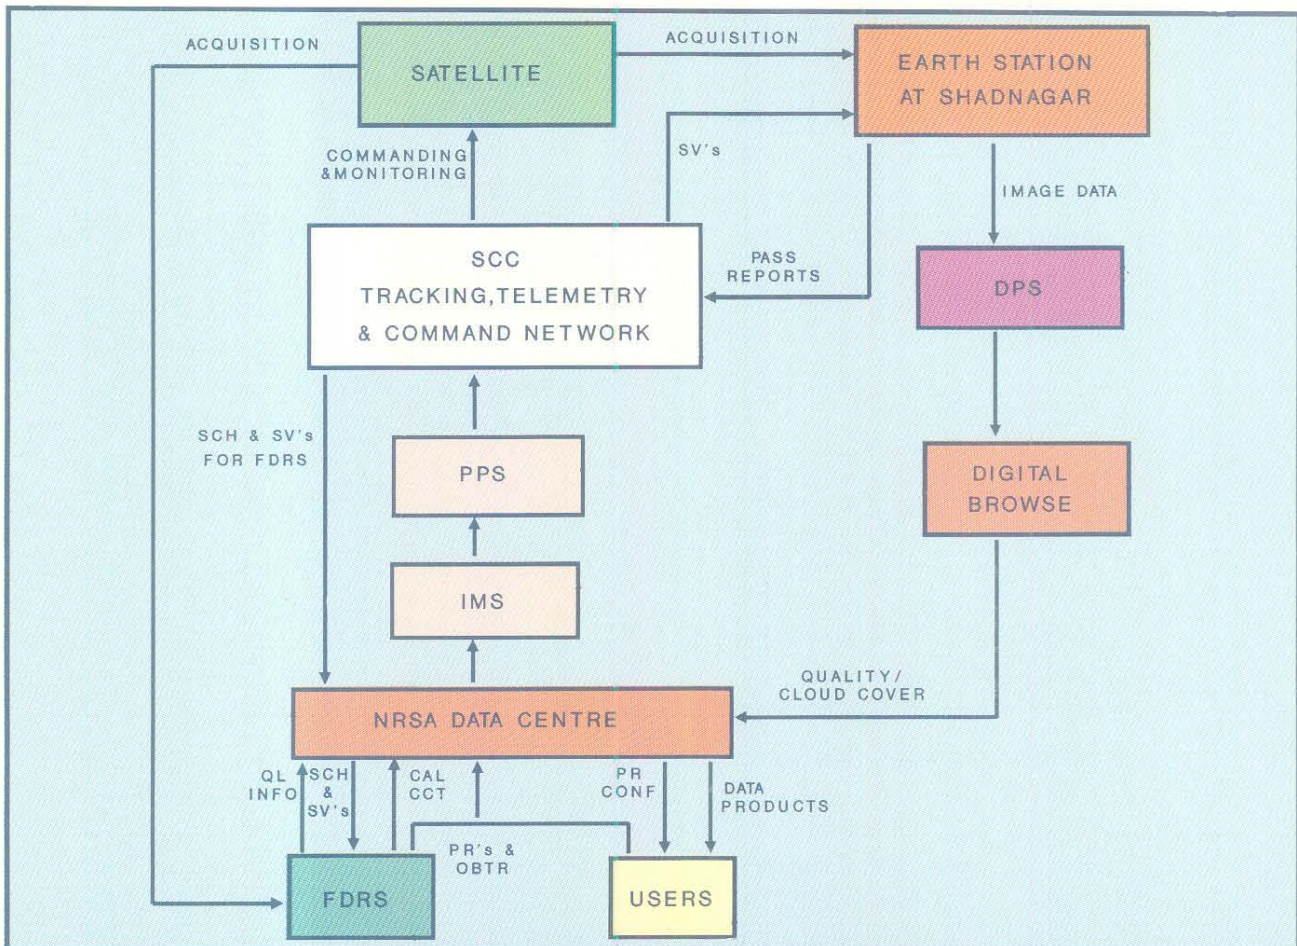 ACQUISITION
SATELLITE
ACQUISITION
EARTH STATION
AT SHADNAGAR
COMMANDING
&MONITORING
SV's
IMAGE DATA
SCC
TRACKING,TELEMETRY
& COMMAND NETWORK
PASS
REPORTS
DPS
SCH & SV's
FOR FDRS
PPS
DIGITAL
BROWSE
IMS
QUALITY/
CLOUD COVER
NRSA DATA CENTRE
QL
INFO
SCH
&
SV's
CAL
CCT
PR
CONF
DATA
PRODUCTS
PR's &
OBTR
FDRS
USERS